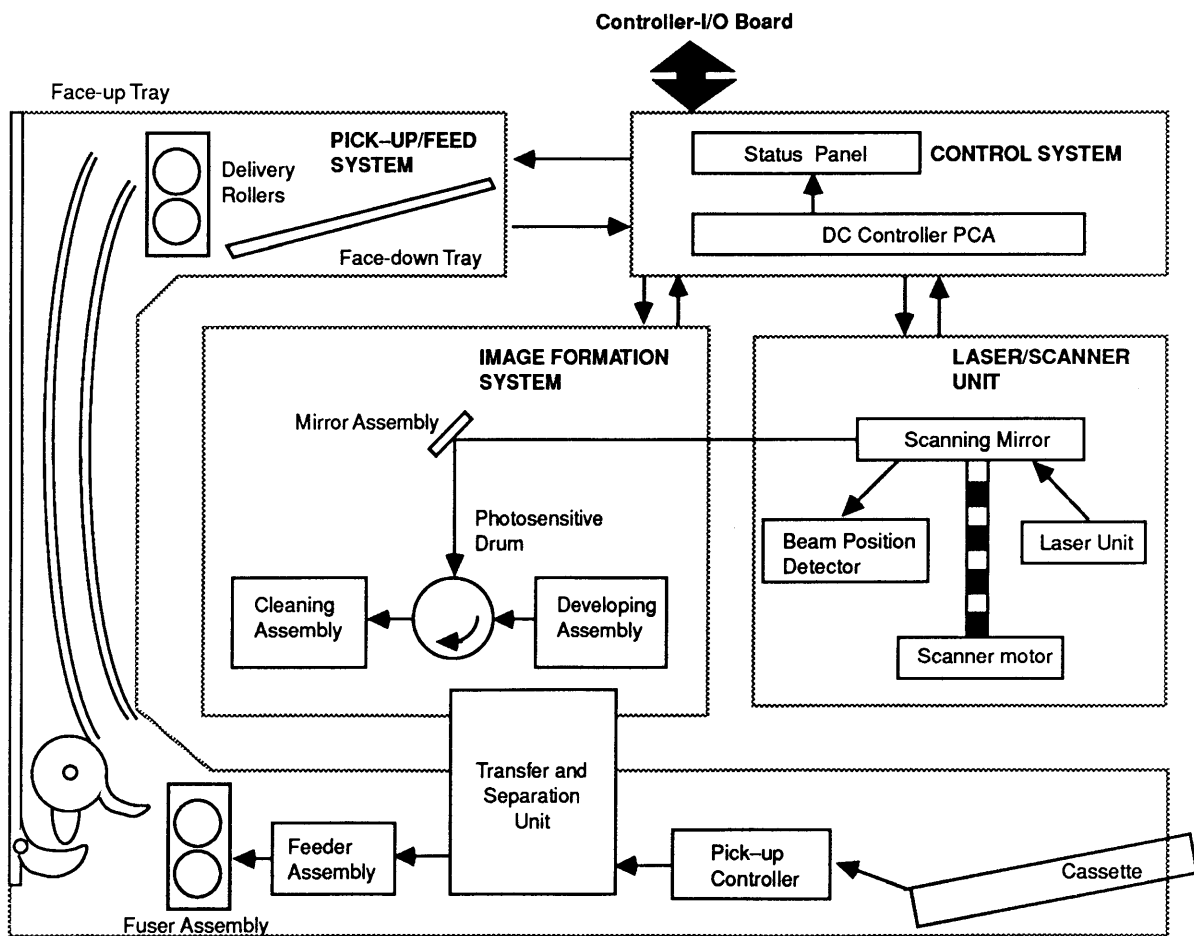 Controller-I/O Board
Face-up Tray
PICK–UP/FEED
SYSTEM
Delivery
Rollers
Face-down Tray
Status Panel
CONTROL SYSTEM
DC Controller PCA
IMAGE FORMATION
SYSTEM
Mirror Assembly
Photosensitive
Drum
Cleaning
Assembly
Developing
Assembly
LASER/SCANNER
UNIT
Scanning Mirror
Beam Position
Detector
Laser Unit
Scanner motor
Transfer and
Separation
Unit
Feeder
Assembly
Pick–up
Controller
Cassette
Fuser Assembly